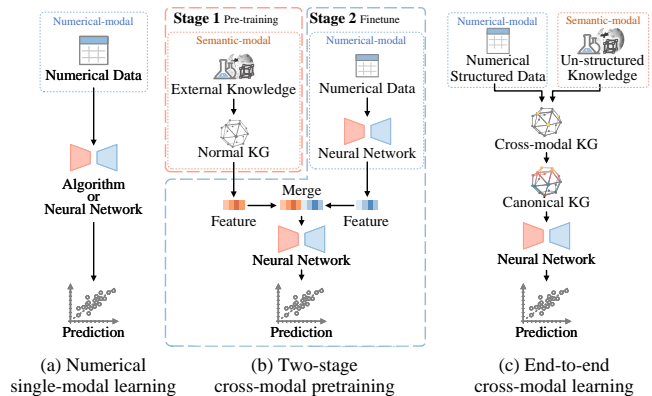 Numerical-modal
Numerical Data
Algorithm
or
Neural Network
Prediction
(a) Numerical
single-modal learning
Stage 1 Pre-training
Semantic-modal
External Knowledge
Normal KG
Stage 2 Finetune
Numerical-modal
Numerical Data
Neural Network
Merge
Feature
Feature
Neural Network
Prediction
(b) Two-stage
cross-modal pretraining
Numerical-modal
Numerical
Structured Data
Semantic-modal
Un-structured
Knowledge
Cross-modal KG
Canonical KG
Neural Network
Prediction
(c) End-to-end
cross-modal learning